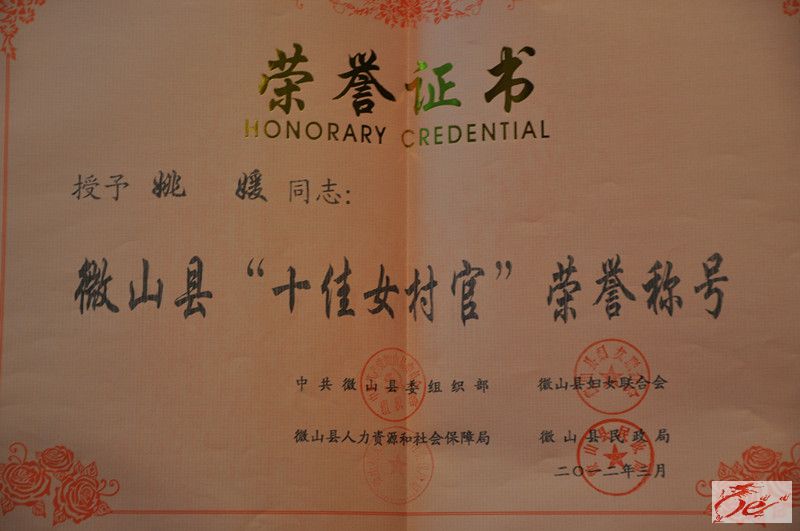 荣誉证书
HONORARY CREDENTIAL
授予 姚 媛 同志：
微山县“十佳女村官”荣誉称号
中共微山县委组织部 微山县妇女联合会
微山县人力资源和社会保障局 微山县民政局
二〇一二年三月